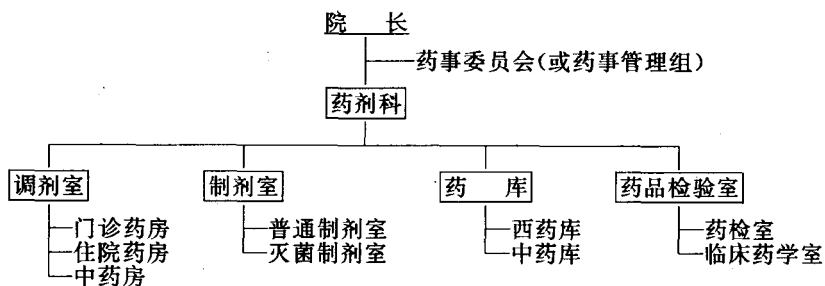 院 长
药事委员会(或药事管理组)
药剂科
调剂室 制剂室 药 库 药品检验室
门诊药房 普通制剂室 西药库 药检室
住院药房 灭菌制剂室 中药库 临床药学室
中药房